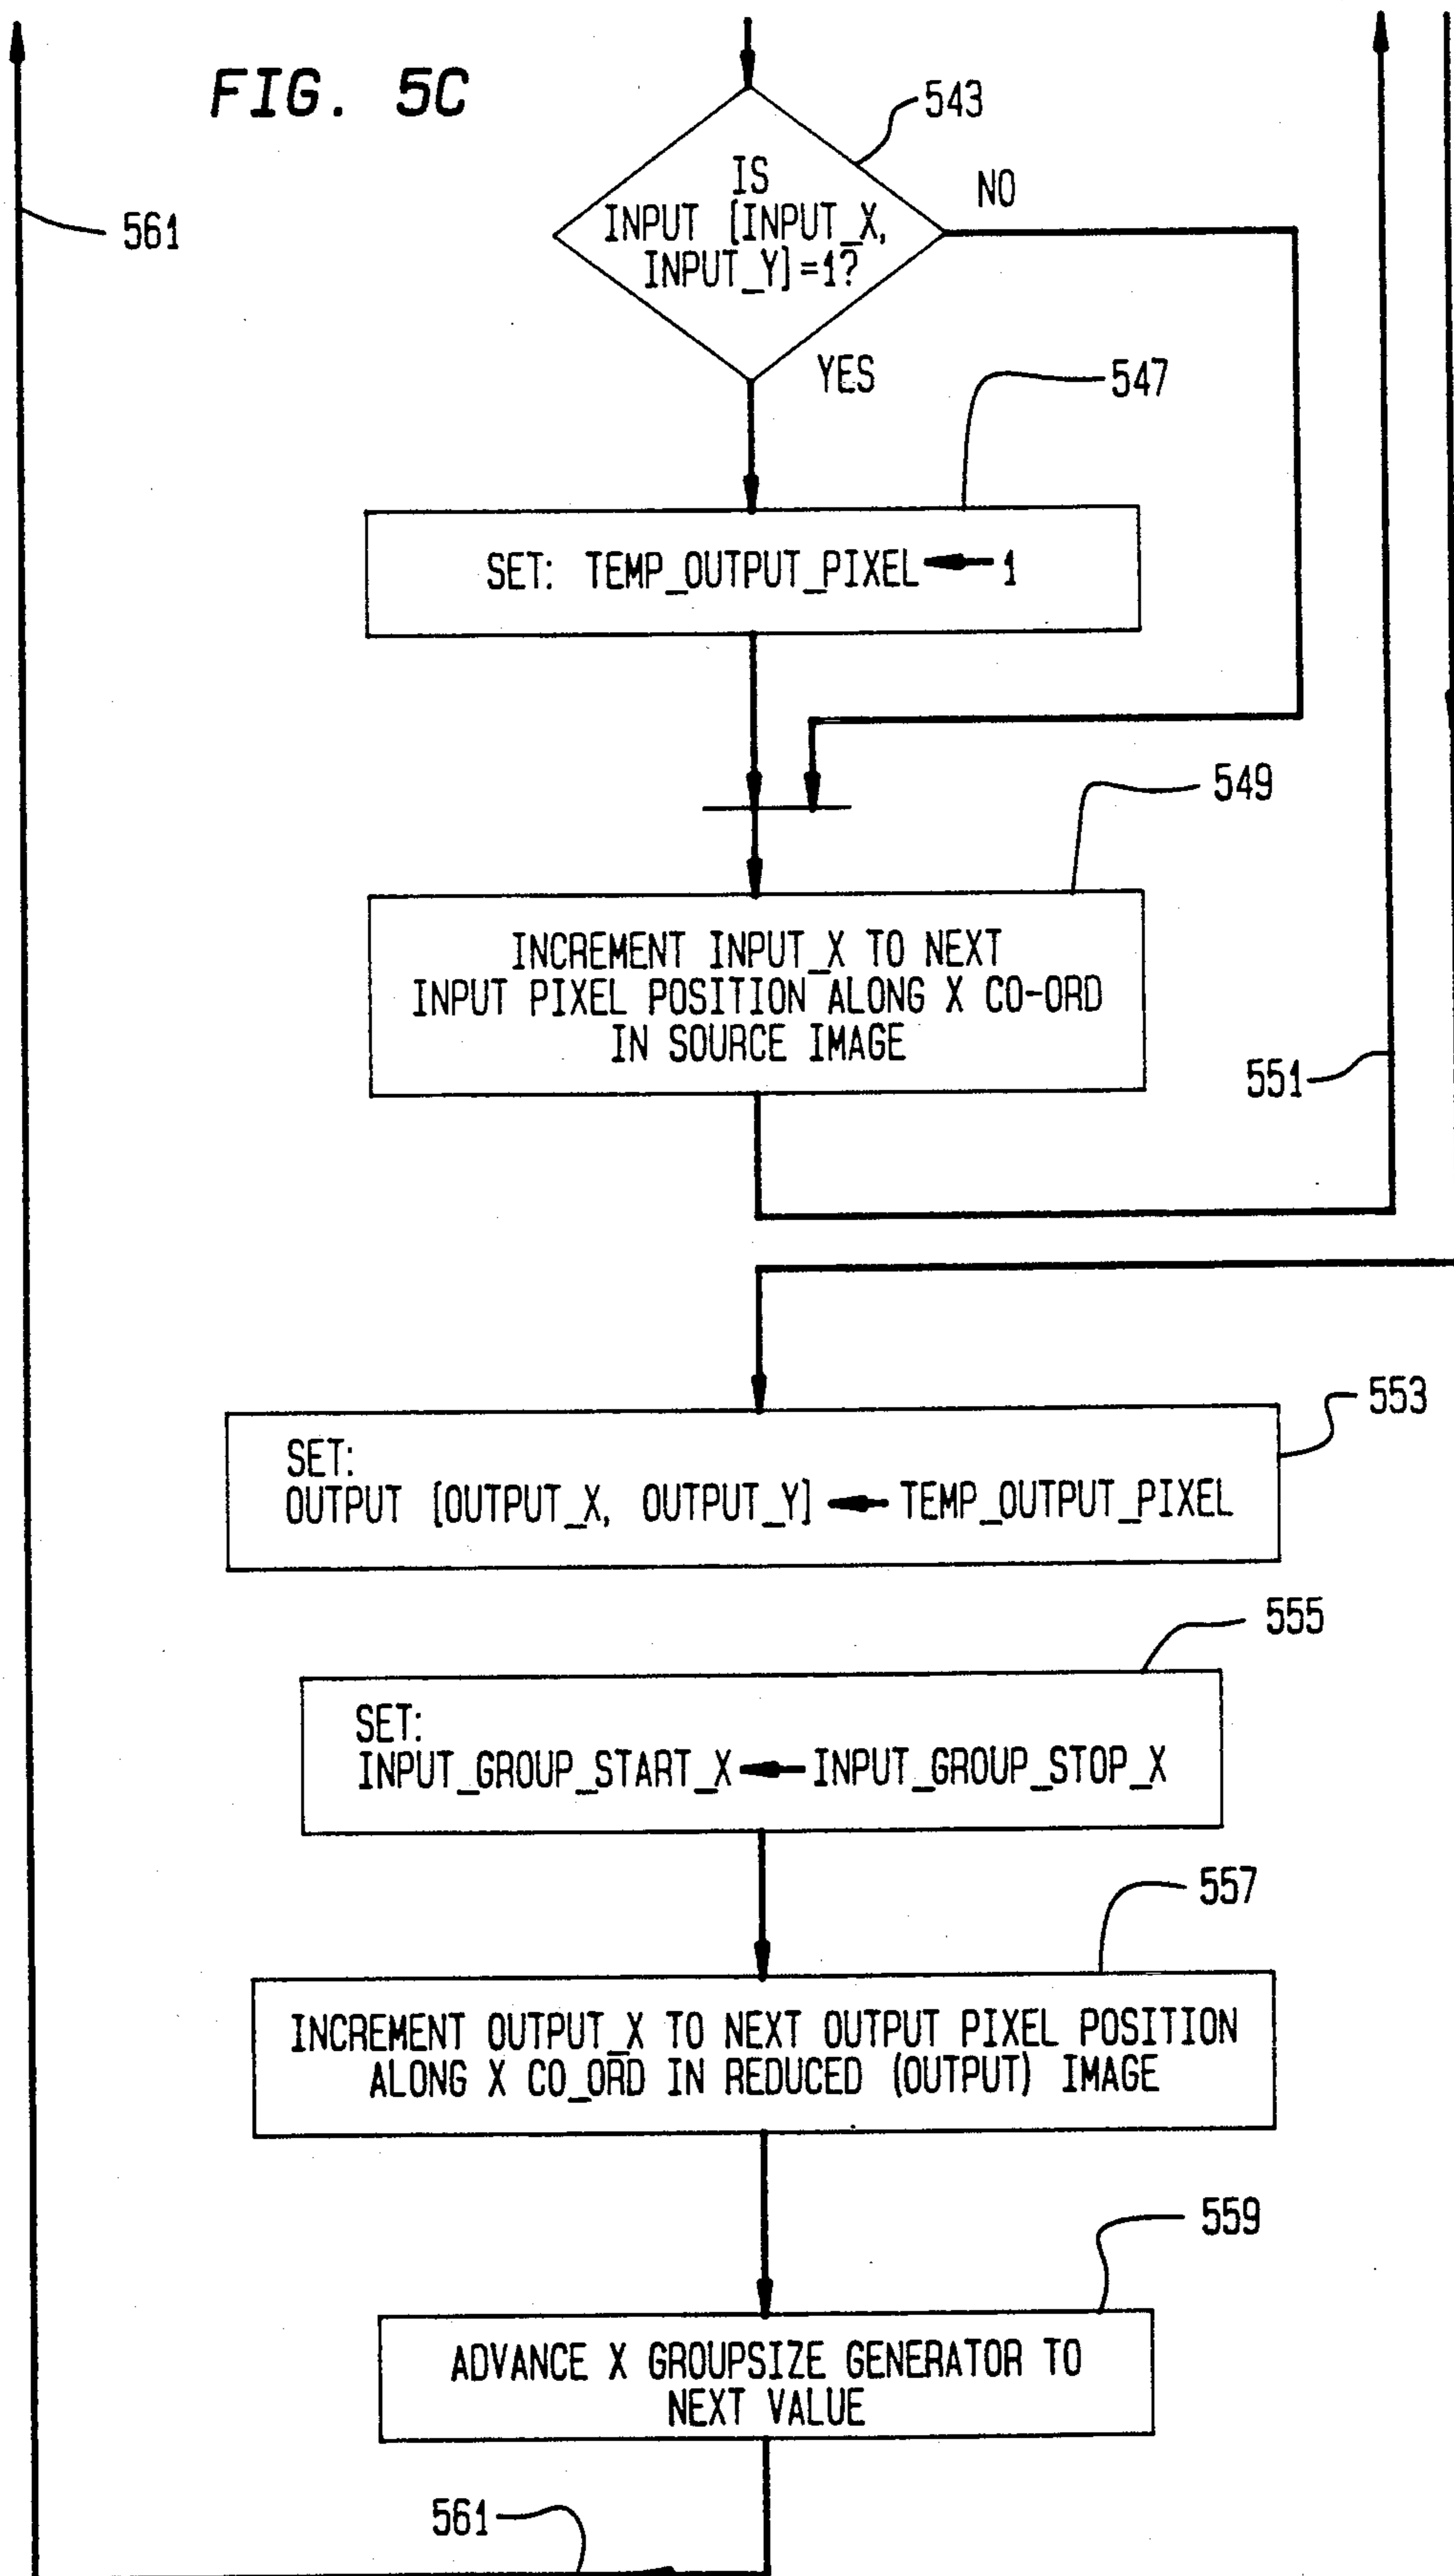 FIG. 5C
543
IS
INPUT [INPUT_X,
INPUT_Y]=1?
NO
561
YES
547
SET: TEMP_OUTPUT_PIXEL ← 1
549
INCREMENT INPUT_X TO NEXT
INPUT PIXEL POSITION ALONG X CO-ORD
IN SOURCE IMAGE
551
553
SET:
OUTPUT [OUTPUT_X, OUTPUT_Y] ← TEMP_OUTPUT_PIXEL
555
SET:
INPUT_GROUP_START_X ← INPUT_GROUP_STOP_X
557
INCREMENT OUTPUT_X TO NEXT OUTPUT PIXEL POSITION
ALONG X CO_ORD IN REDUCED (OUTPUT) IMAGE
559
ADVANCE X GROUPSIZE GENERATOR TO
NEXT VALUE
561